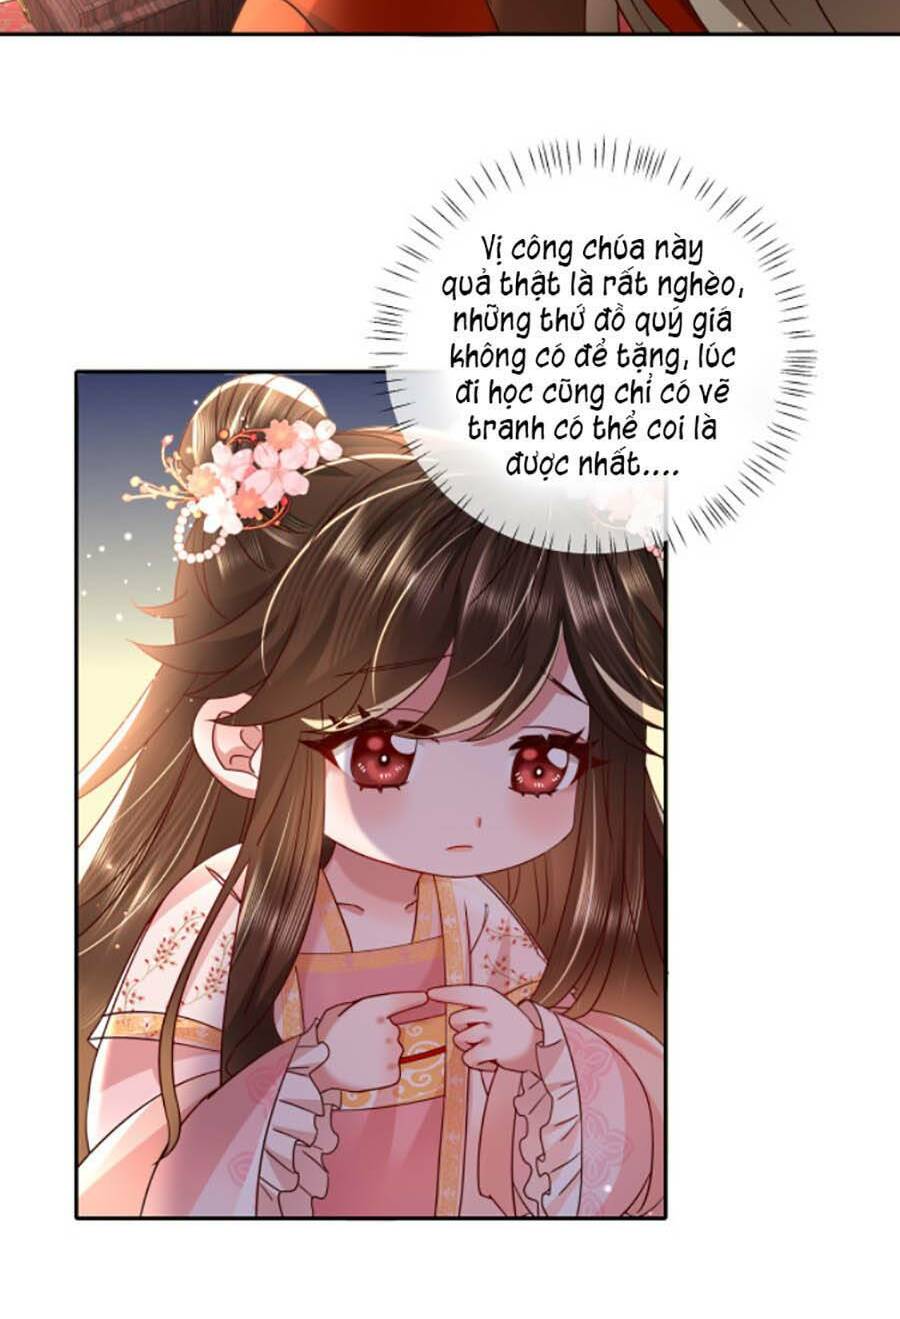 Vị công chúa này
quả thật là rất nghèo,
những thứ đồ quý giá
không có để tặng, lúc
đi học cũng chỉ có vẽ
tranh có thể coi là
được nhất....